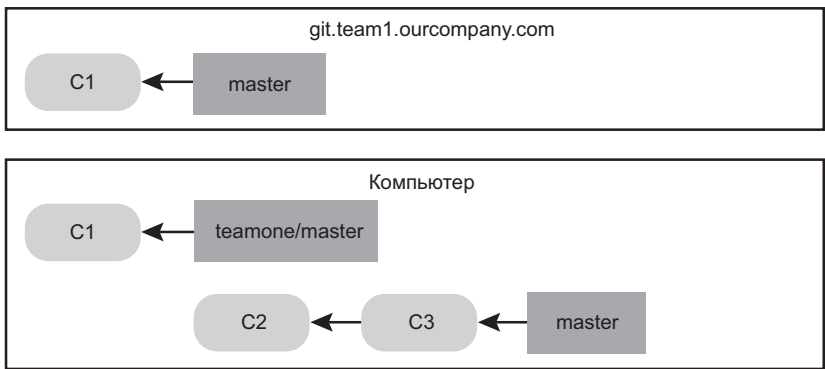 git.team1.ourcompany.com
C1
master
Компьютер
C1
teamone/master
C2
C3
master